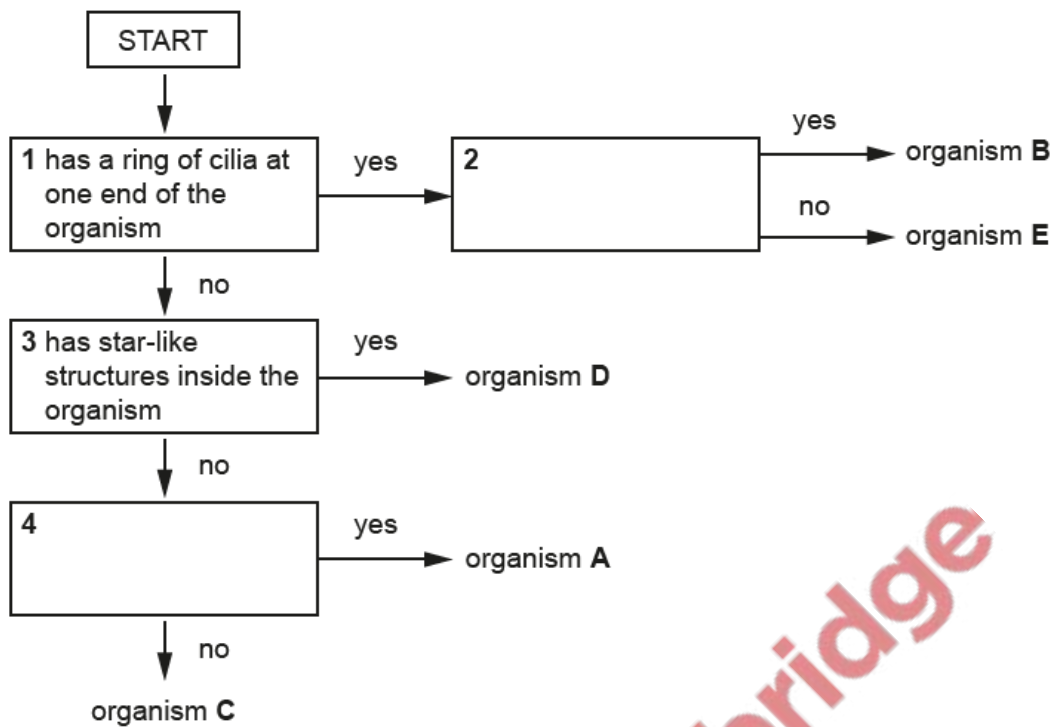 START
1 has a ring of cilia at
one end of the
organism
yes
2
yes
organism B
no
organism E
no
3 has star-like
structures inside the
organism
yes
organism D
no
4
yes
organism A
no
organism C
bridge